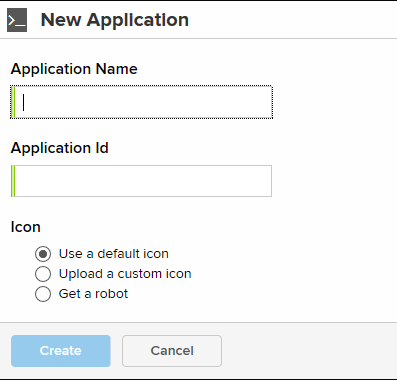 New Application
Application Name
Application Id
Icon
Use a default icon
Upload a custom icon
Get a robot
Create Cancel